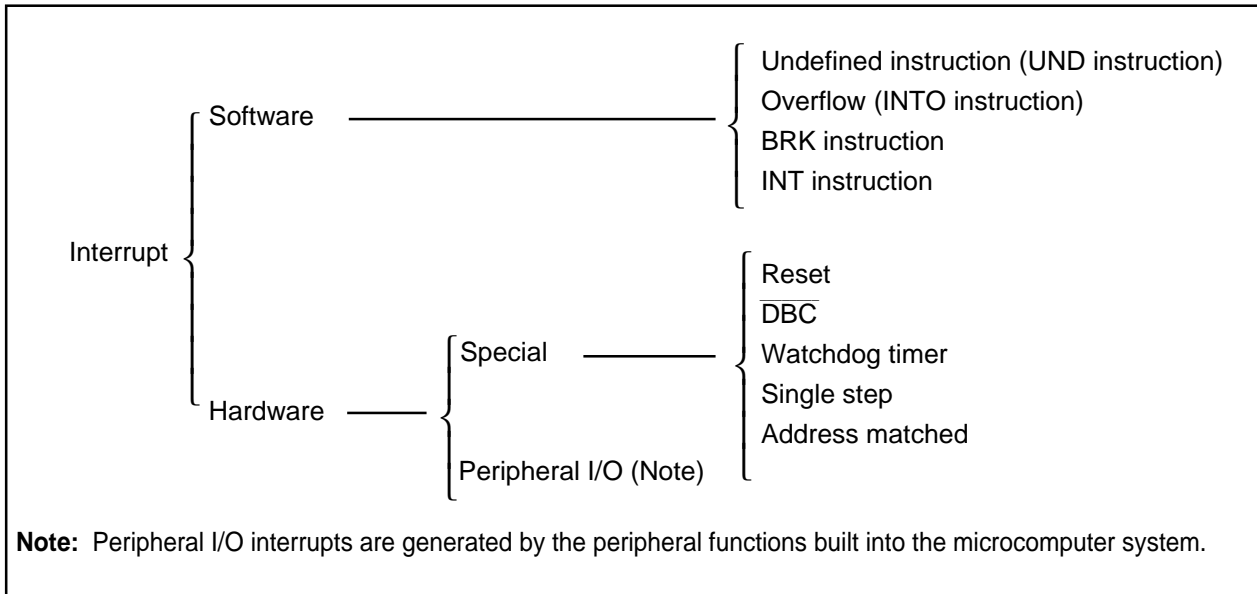 Interrupt
Software
Undefined instruction (UND instruction)
Overflow (INTO instruction)
BRK instruction
INT instruction
Hardware
Special
Reset
D̅B̅C̅
Watchdog timer
Single step
Address matched
Peripheral I/O (Note)
Note: Peripheral I/O interrupts are generated by the peripheral functions built into the microcomputer system.